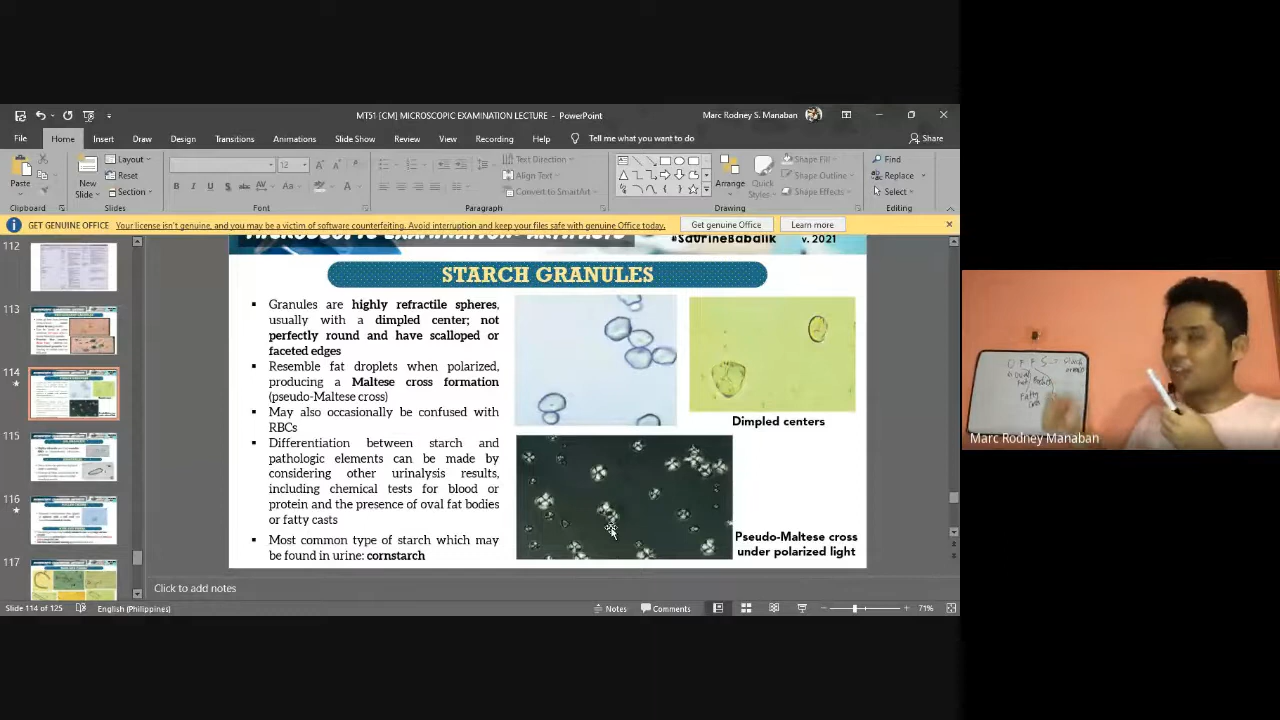 MT51 [CM] MICROSCOPIC EXAMINATION LECTURE - PowerPoint
Marc Rodney S. Manaban
File Home Insert Draw Design Transitions Animations Slide Show Review View Recording Help Tell me what you want to do Share
Paste
Clipboard
New Slide
Layout
Reset
Section
Slides
12
Font
Text Direction
Align Text
Convert to SmartArt
Paragraph
Arrange
Quick Styles
Shape Fill
Shape Outline
Shape Effects
Drawing
Find
Replace
Select
Editing
GET GENUINE OFFICE Your license isn't genuine, and you may be a victim of software counterfeiting. Avoid interruption and keep your files safe with genuine Office today. Get genuine Office Learn more
112
113
114
115
116
117
v. 2021
STARCH GRANULES
▪ Granules are highly refractile spheres,
usually with a dimpled center; not
perfectly round and have scalloped or
faceted edges
▪ Resemble fat droplets when polarized,
producing a Maltese cross formation
(pseudo-Maltese cross)
▪ May also occasionally be confused with
RBCs
▪ Differentiation between starch and
pathologic elements can be made by
considering other urinalysis results,
including chemical tests for blood or
protein and the presence of oval fat bodies
or fatty casts
▪ Most common type of starch which may
be found in urine: cornstarch
Dimpled centers
Pseudo-Maltese cross
under polarized light
Click to add notes
Slide 114 of 125 English (Philippines) Notes Comments 71%
Marc Rodney Manaban